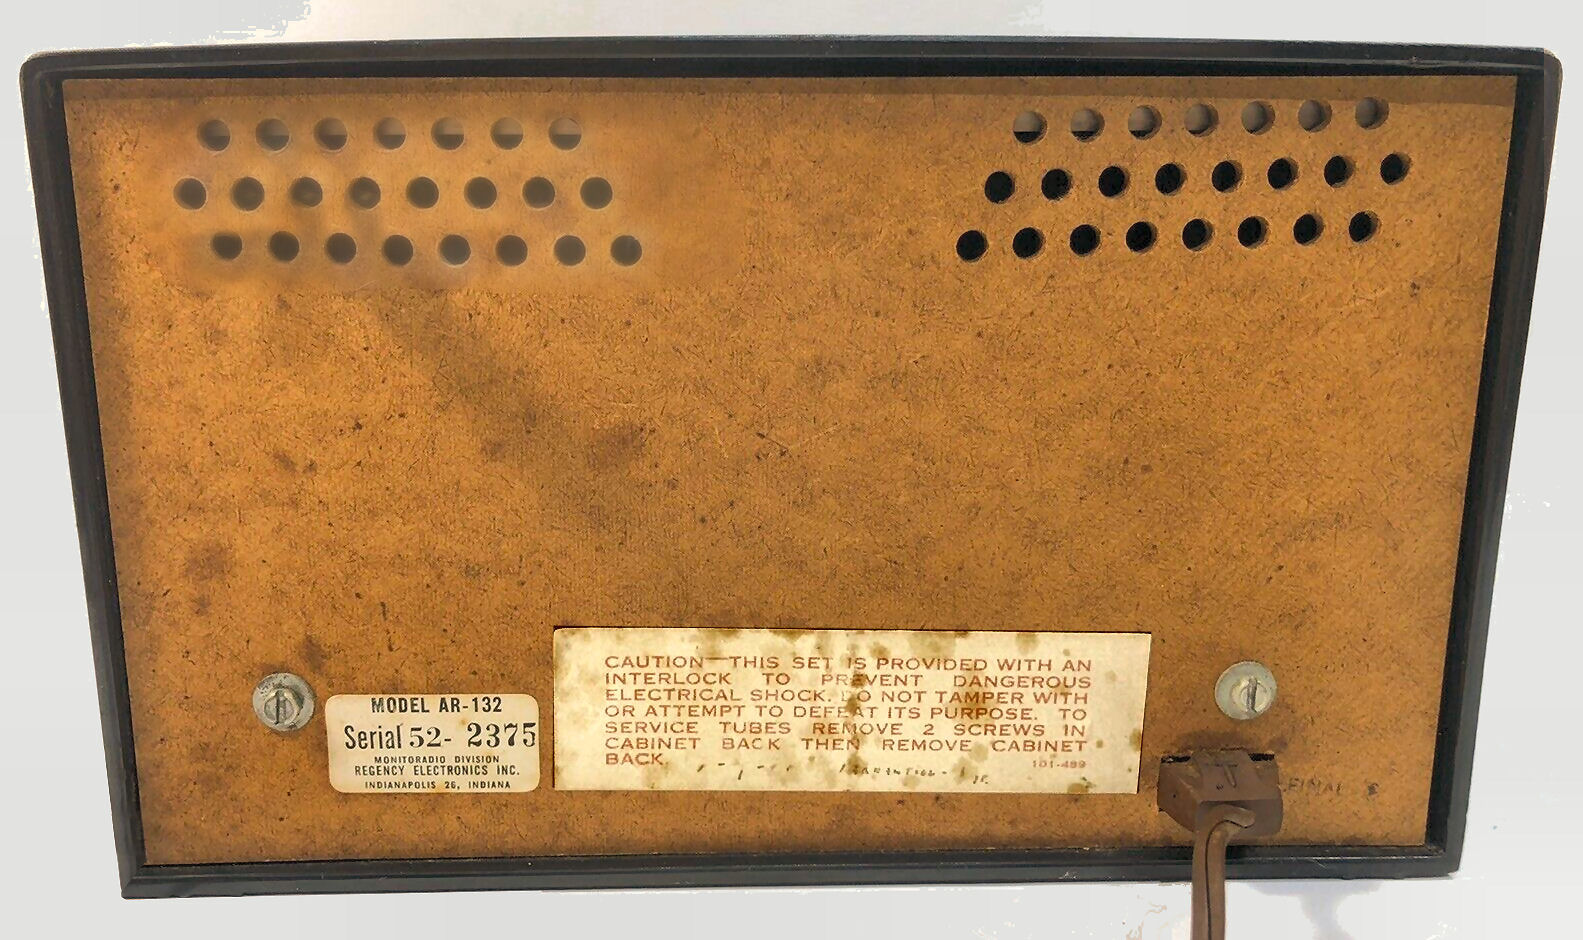 MODEL AR-132
Serial 52- 2375
MONITORADIO DIVISION
REGENCY ELECTRONICS INC.
INDIANAPOLIS 26, INDIANA
CAUTION—THIS SET IS PROVIDED WITH AN
INTERLOCK TO PREVENT DANGEROUS
ELECTRICAL SHOCK. DO NOT TAMPER WITH
OR ATTEMPT TO DEFEAT ITS PURPOSE. TO
SERVICE TUBES REMOVE 2 SCREWS IN
CABINET BACK THEN REMOVE CABINET
BACK.
101-489
FINAL